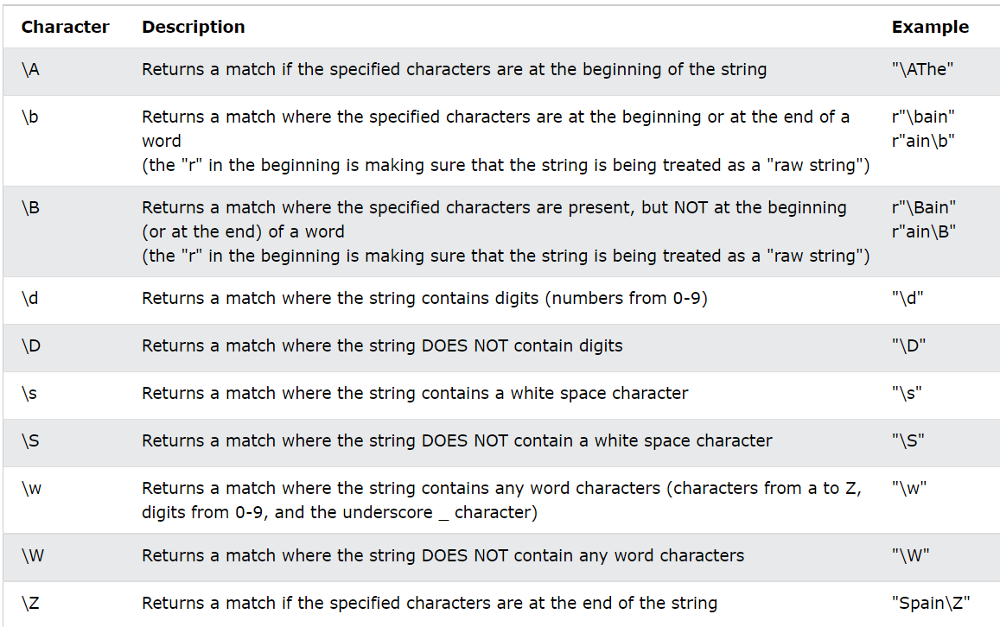 Character Description Example
\A Returns a match if the specified characters are at the beginning of the string "\AThe"
\b Returns a match where the specified characters are at the beginning or at the end of a r"\bain"
word r"ain\b"
(the "r" in the beginning is making sure that the string is being treated as a "raw string")
\B Returns a match where the specified characters are present, but NOT at the beginning r"\Bain"
(or at the end) of a word r"ain\B"
(the "r" in the beginning is making sure that the string is being treated as a "raw string")
\d Returns a match where the string contains digits (numbers from 0-9) "\d"
\D Returns a match where the string DOES NOT contain digits "\D"
\s Returns a match where the string contains a white space character "\s"
\S Returns a match where the string DOES NOT contain a white space character "\S"
\w Returns a match where the string contains any word characters (characters from a to Z, "\w"
digits from 0-9, and the underscore _ character)
\W Returns a match where the string DOES NOT contain any word characters "\W"
\Z Returns a match if the specified characters are at the end of the string "Spain\Z"